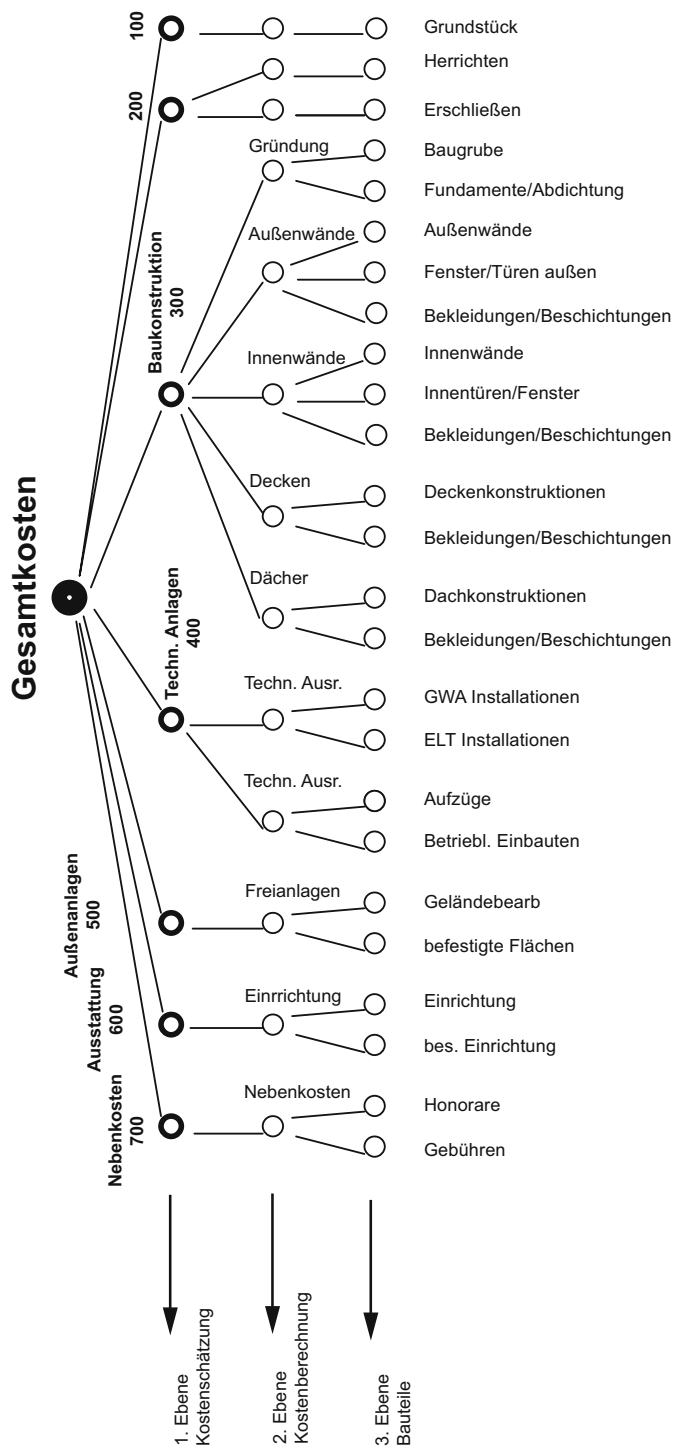 Gesamtkosten
100
Grundstück
200
Herrichten
Erschließen
Baukonstruktion
300
Gründung
Baugrube
Fundamente/Abdichtung
Außenwände
Außenwände
Fenster/Türen außen
Bekleidungen/Beschichtungen
Innenwände
Innenwände
Innentüren/Fenster
Bekleidungen/Beschichtungen
Decken
Deckenkonstruktionen
Bekleidungen/Beschichtungen
Dächer
Dachkonstruktionen
Bekleidungen/Beschichtungen
Techn. Anlagen
400
Techn. Ausr.
GWA Installationen
ELT Installationen
Techn. Ausr.
Aufzüge
Betriebl. Einbauten
Außenanlagen
500
Freianlagen
Geländebearb
befestigte Flächen
Ausstattung
600
Einrrichtung
Einrichtung
bes. Einrichtung
Nebenkosten
700
Nebenkosten
Honorare
Gebühren
1. Ebene
Kostenschätzung
2. Ebene
Kostenberechnung
3. Ebene
Bauteile